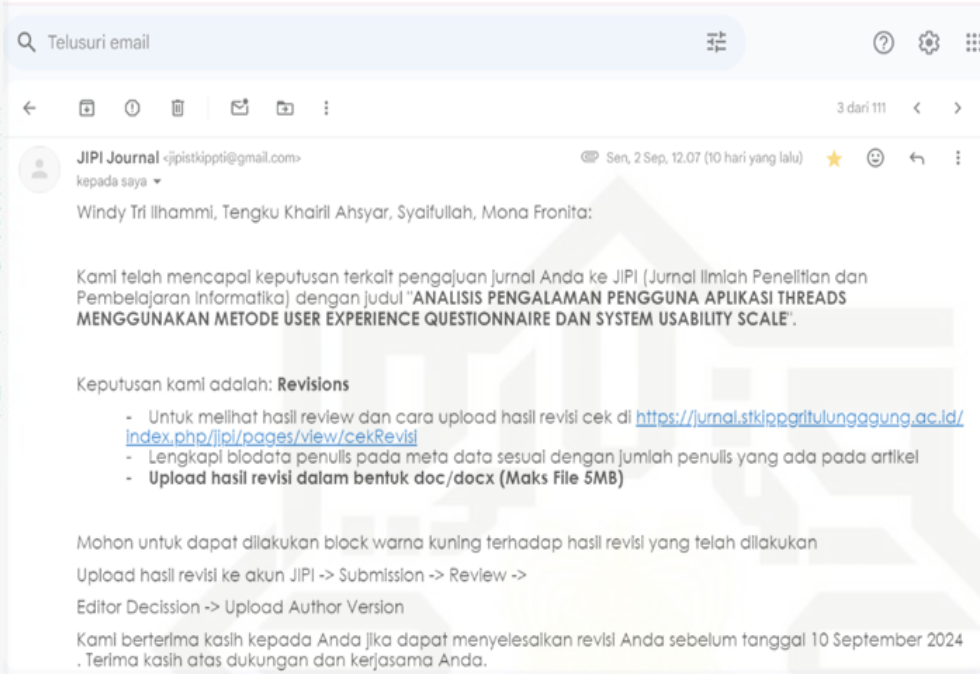 Telusuri email
3 dari 111
JIPI Journal <jipistkippti@gmail.com>
Sen, 2 Sep, 12.07 (10 hari yang lalu)
kepada saya
Windy Tri Ilhammi, Tengku Khairil Ahsyar, Syaifullah, Mona Fronita:
Kami telah mencapai keputusan terkait pengajuan jurnal Anda ke JIPI (Jurnal Ilmiah Penelitian dan
Pembelajaran Informatika) dengan judul "ANALISIS PENGALAMAN PENGGUNA APLIKASI THREADS
MENGGUNAKAN METODE USER EXPERIENCE QUESTIONNAIRE DAN SYSTEM USABILITY SCALE".
Keputusan kami adalah: Revisions
- Untuk melihat hasil review dan cara upload hasil revisi cek di https://jurnal.stkippgritulungagung.ac.id/
index.php/jipi/pages/view/cekRevisi
- Lengkapi biodata penulis pada meta data sesuai dengan jumlah penulis yang ada pada artikel
- Upload hasil revisi dalam bentuk doc/docx (Maks File 5MB)
Mohon untuk dapat dilakukan block warna kuning terhadap hasil revisi yang telah dilakukan
Upload hasil revisi ke akun JIPI -> Submission -> Review ->
Editor Decission -> Upload Author Version
Kami berterima kasih kepada Anda jika dapat menyelesaikan revisi Anda sebelum tanggal 10 September 2024
. Terima kasih atas dukungan dan kerjasama Anda.